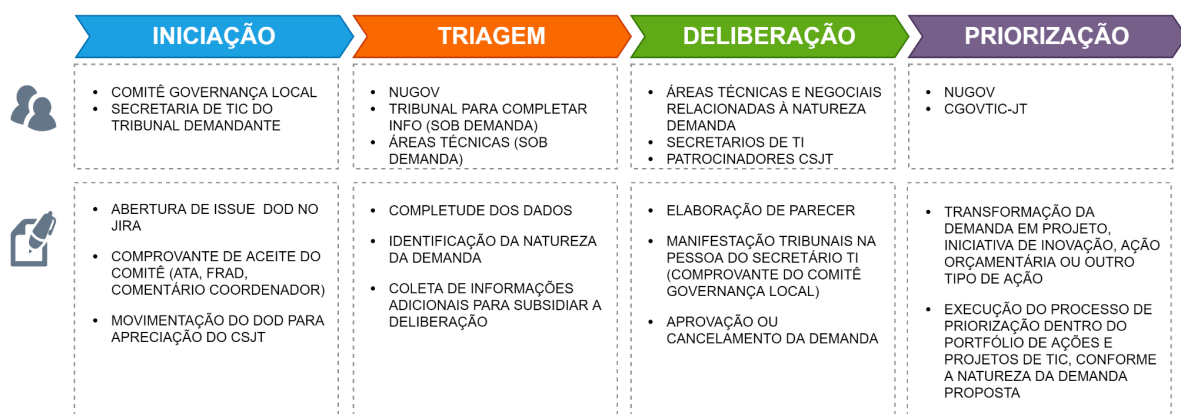 INICIAÇÃO
TRIAGEM
DELIBERAÇÃO
PRIORIZAÇÃO
• COMITÊ GOVERNANÇA LOCAL
• SECRETARIA DE TIC DO
TRIBUNAL DEMANDANTE
• NUGOV
• TRIBUNAL PARA COMPLETAR
INFO (SOB DEMANDA)
• ÁREAS TÉCNICAS (SOB
DEMANDA)
• ÁREAS TÉCNICAS E NEGOCIAIS
RELACIONADAS À NATUREZA
DEMANDA
• SECRETARIOS DE TI
• PATROCINADORES CSJT
• NUGOV
• CGOVTIC-JT
• ABERTURA DE ISSUE DOD NO
JIRA
• COMPROVANTE DE ACEITE DO
COMITÊ (ATA, FRAD,
COMENTÁRIO COORDENADOR)
• MOVIMENTAÇÃO DO DOD PARA
APRECIAÇÃO DO CSJT
• COMPLETUDE DOS DADOS
• IDENTIFICAÇÃO DA NATUREZA
DA DEMANDA
• COLETA DE INFORMAÇÕES
ADICIONAIS PARA SUBSIDIAR A
DELIBERAÇÃO
• ELABORAÇÃO DE PARECER
• MANIFESTAÇÃO TRIBUNAIS NA
PESSOA DO SECRETÁRIO TI
(COMPROVANTE DO COMITÊ
GOVERNANÇA LOCAL)
• APROVAÇÃO OU
CANCELAMENTO DA DEMANDA
• TRANSFORMAÇÃO DA
DEMANDA EM PROJETO,
INICIATIVA DE INOVAÇÃO, AÇÃO
ORÇAMENTÁRIA OU OUTRO
TIPO DE AÇÃO
• EXECUÇÃO DO PROCESSO DE
PRIORIZAÇÃO DENTRO DO
PORTFÓLIO DE AÇÕES E
PROJETOS DE TIC, CONFORME
A NATUREZA DA DEMANDA
PROPOSTA